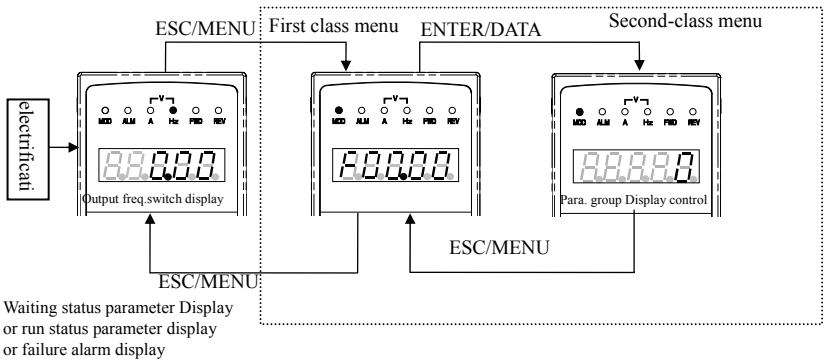 ESC/MENU
First class menu
ENTER/DATA
Second-class menu
electrificati
V
MOD ALM A Hz FWD REV
0.00
Output freq.switch display
V
MOD ALM A Hz FWD REV
A00.00
V
MOD ALM A Hz FWD REV
0
Para. group Display control
ESC/MENU
ESC/MENU
Waiting status parameter Display
or run status parameter display
or failure alarm display